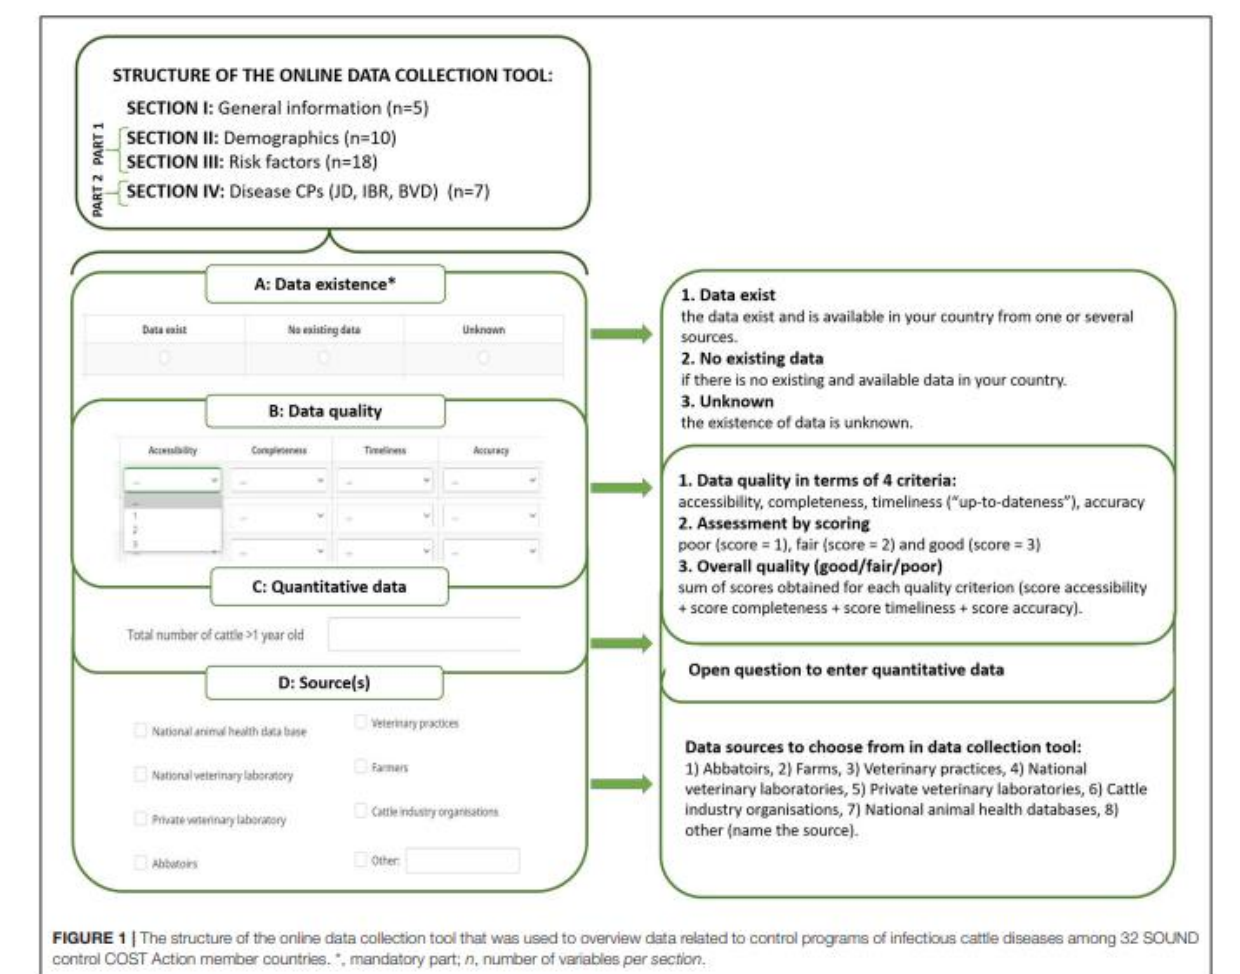 STRUCTURE OF THE ONLINE DATA COLLECTION TOOL:
SECTION I: General information (n=5)
PART 1
SECTION II: Demographics (n=10)
SECTION III: Risk factors (n=18)
PART 2
SECTION IV: Disease CPs (JD, IBR, BVD) (n=7)
A: Data existence*
Data exist
No existing data
Unknown
1. Data exist
the data exist and is available in your country from one or several
sources.
2. No existing data
if there is no existing and available data in your country.
3. Unknown
the existence of data is unknown.
B: Data quality
Accessibility
Completeness
Timeliness
Accuracy
...
...
...
...
...
1
2
3
...
...
...
...
...
...
...
1. Data quality in terms of 4 criteria:
accessibility, completeness, timeliness ("up-to-dateness"), accuracy
2. Assessment by scoring
poor (score = 1), fair (score = 2) and good (score = 3)
3. Overall quality (good/fair/poor)
sum of scores obtained for each quality criterion (score accessibility
+ score completeness + score timeliness + score accuracy).
C: Quantitative data
Total number of cattle >1 year old
Open question to enter quantitative data
D: Source(s)
National animal health data base
Veterinary practices
National veterinary laboratory
Farmers
Private veterinary laboratory
Cattle industry organisations
Abbatoirs
Other:
Data sources to choose from in data collection tool:
1) Abbatoirs, 2) Farms, 3) Veterinary practices, 4) National
veterinary laboratories, 5) Private veterinary laboratories, 6) Cattle
industry organisations, 7) National animal health databases, 8)
other (name the source).
FIGURE 1 | The structure of the online data collection tool that was used to overview data related to control programs of infectious cattle diseases among 32 SOUND
control COST Action member countries. *, mandatory part; n, number of variables per section.